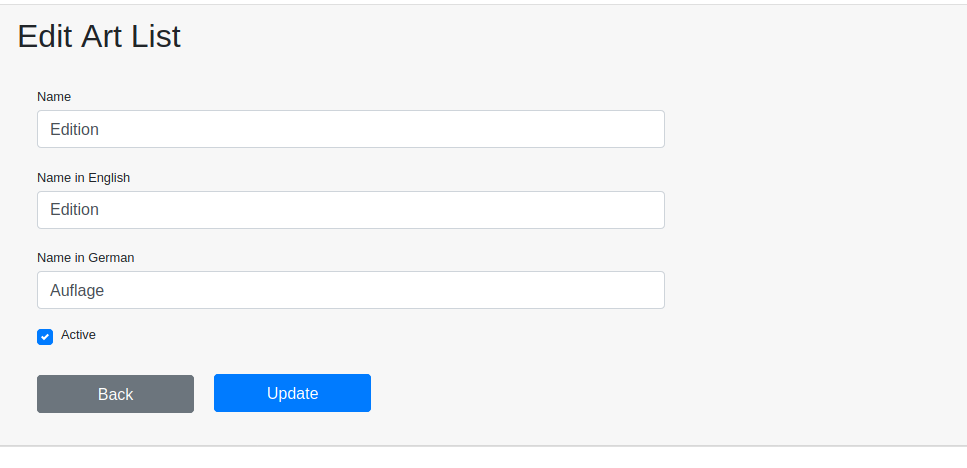 Edit Art List
Name
Edition
Name in English
Edition
Name in German
Auflage
Active
Back Update